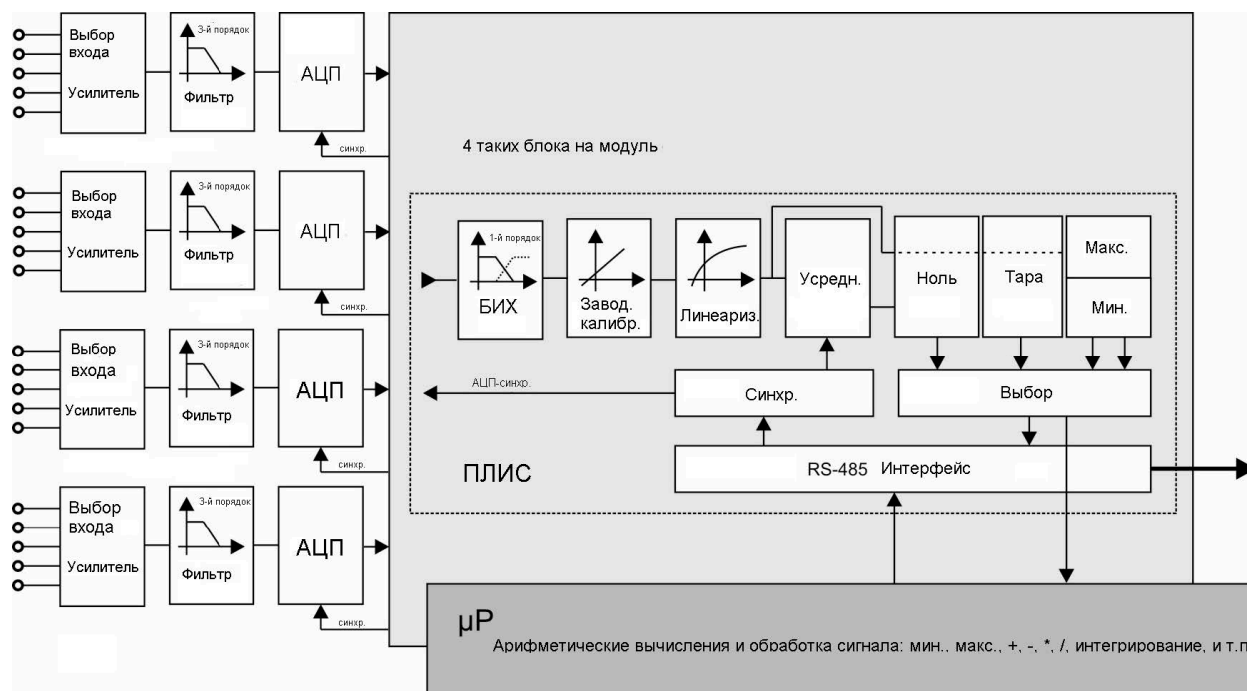 Выбор
входа
Усилитель
3-й порядок
Фильтр
АЦП
синхр.
Выбор
входа
Усилитель
3-й порядок
Фильтр
АЦП
синхр.
Выбор
входа
Усилитель
3-й порядок
Фильтр
АЦП
синхр.
Выбор
входа
Усилитель
3-й порядок
Фильтр
АЦП
синхр.
4 таких блока на модуль
1-й порядок
БИХ
Завод.
калибр.
Линеариз.
Усредн.
Ноль
Тара
Макс.
Мин.
АЦП-синхр.
Синхр.
Выбор
ПЛИС
RS-485 Интерфейс
µP
Арифметические вычисления и обработка сигнала: мин., макс., +, -, *, /, интегрирование, и т.п